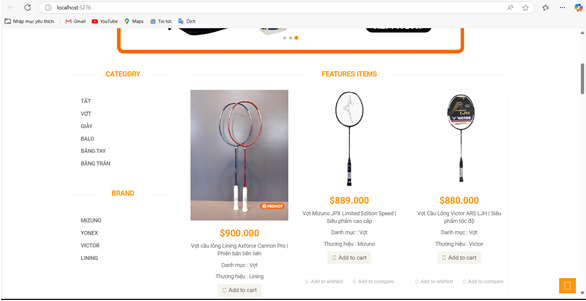 localhost:5276
Nhập mục yêu thích
Gmail
YouTube
Maps
Tin tức
Dịch
CATEGORY
TẤT
VỢT
GIÀY
BALO
BĂNG TAY
BĂNG TRÁN
BRAND
MIZUNO
YONEX
VICTOR
LINING
FEATURES ITEMS
PROSHOP
$900.000
Vợt cầu lông Lining Axforce Cannon Pro |
Phiên bản tiên tiến
Danh mục : Vợt
Thương hiệu : Lining
Add to cart
$889.000
Vợt Mizuno JPX Limited Edition Speed |
Siêu phẩm cao cấp
Danh mục : Vợt
Thương hiệu : Mizuno
Add to cart
Add to wishlist
Add to compare
VICTOR
$880.000
Vợt Cầu Lông Victor ARS LJH | Siêu
phẩm tốc độ
Danh mục : Vợt
Thương hiệu : Victor
Add to cart
Add to wishlist
Add to compare